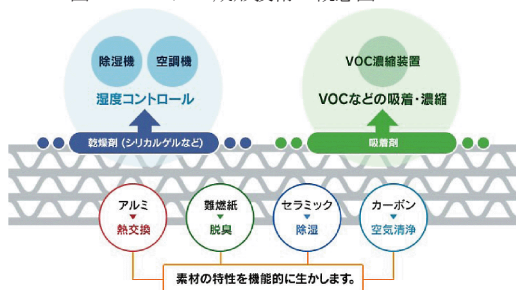 除湿機
空調機
湿度コントロール
VOC濃縮装置
VOCなどの吸着・濃縮
乾燥剤(シリカルゲルなど)
吸着剤
アルミ
熱交換
難燃紙
脱臭
セラミック
除湿
カーボン
空気清浄
素材の特性を機能的に生かします。